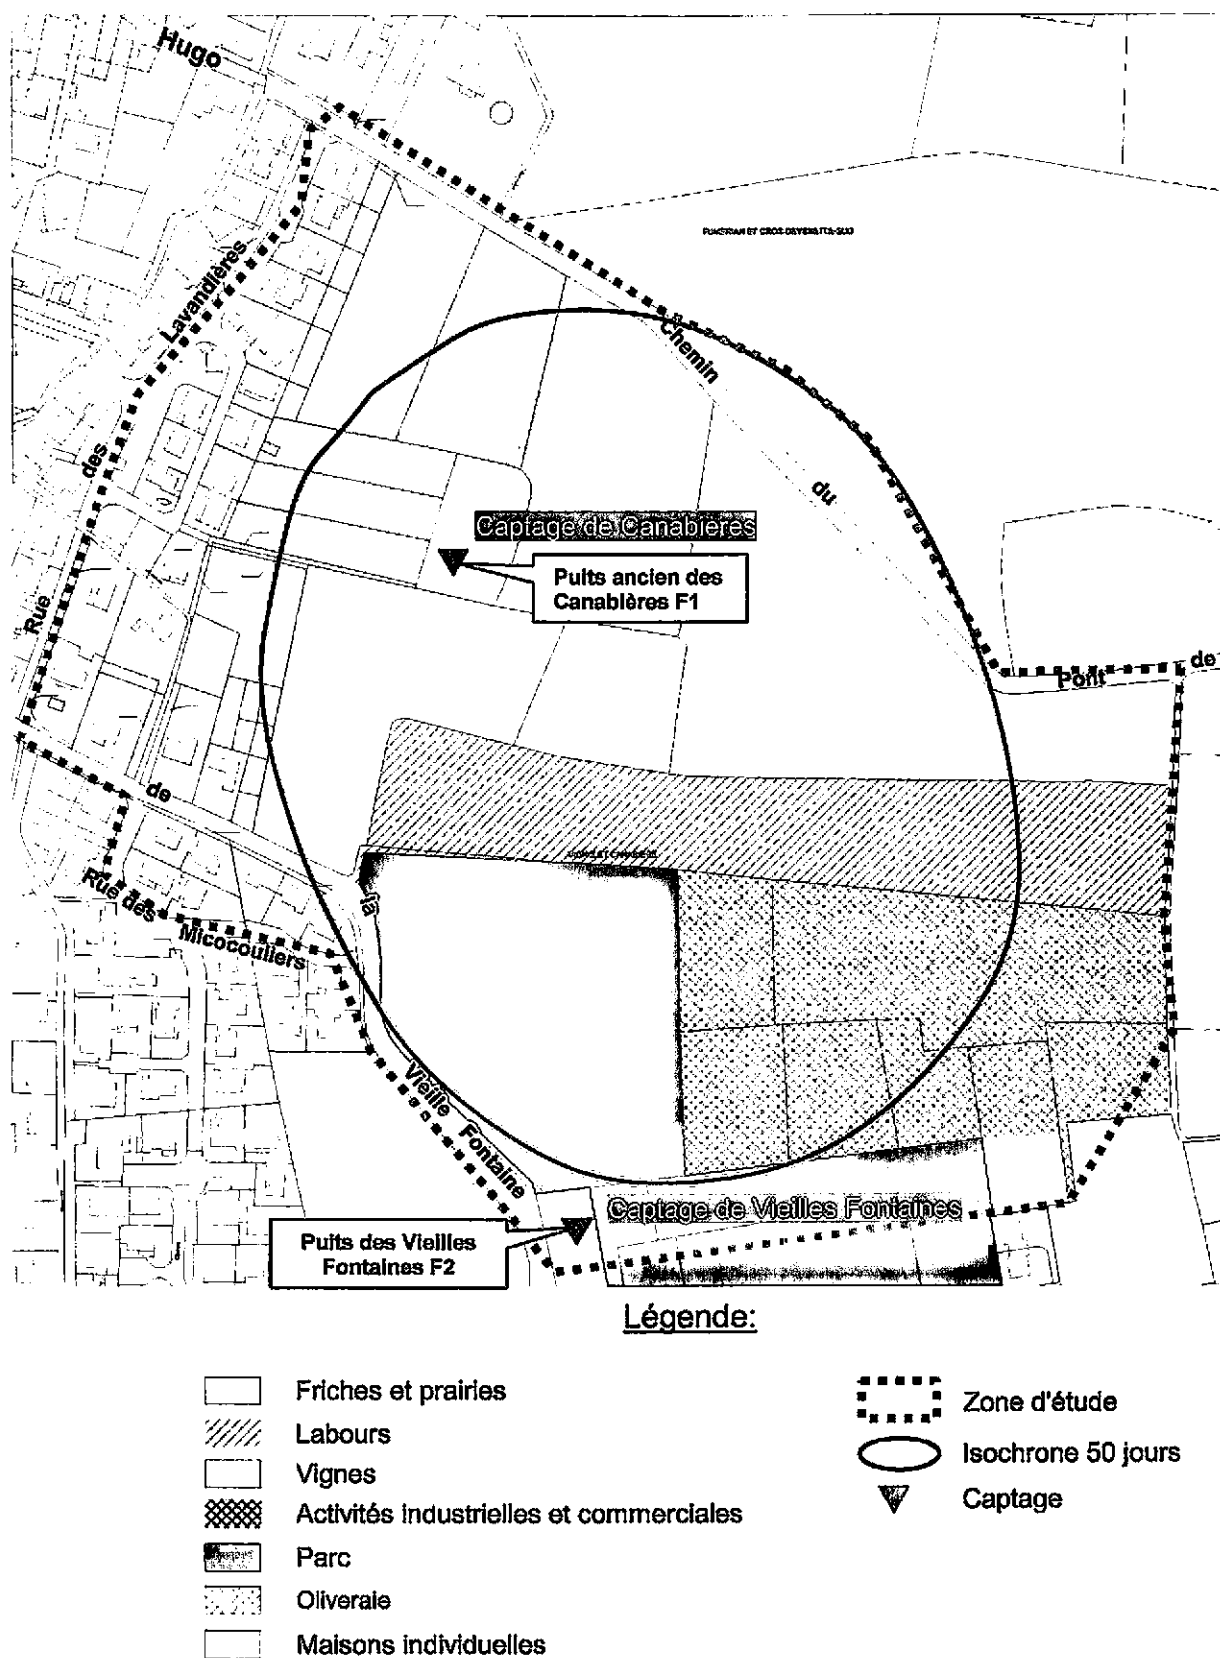 Hugo
Lavandières
des
Rue
Chemin
du
Pont
de
Captage de Canabières
Puits ancien des
Canabières F1
de
la
Rue des
Micocouliers
Vieille
Fontaine
Captage de Vieilles Fontaines
Puits des Vieilles
Fontaines F2
Légende:
Friches et prairies
Labours
Vignes
Activités industrielles et commerciales
Parc
Oliveraie
Maisons individuelles
Zone d'étude
Isochrone 50 jours
Captage